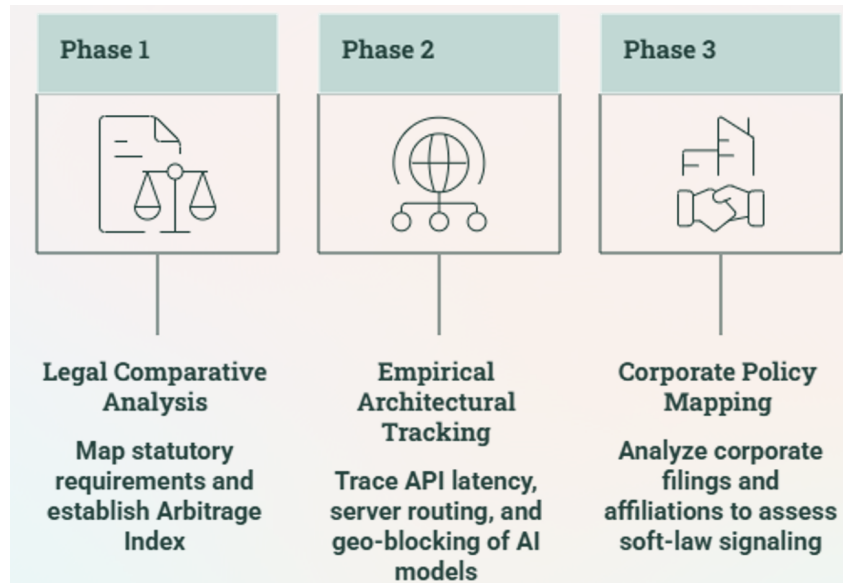 Phase 1
Phase 2
Phase 3
Legal Comparative
Analysis
Map statutory
requirements and
establish Arbitrage
Index
Empirical
Architectural
Tracking
Trace API latency,
server routing, and
geo-blocking of AI
models
Corporate Policy
Mapping
Analyze corporate
filings and
affiliations to assess
soft-law signaling